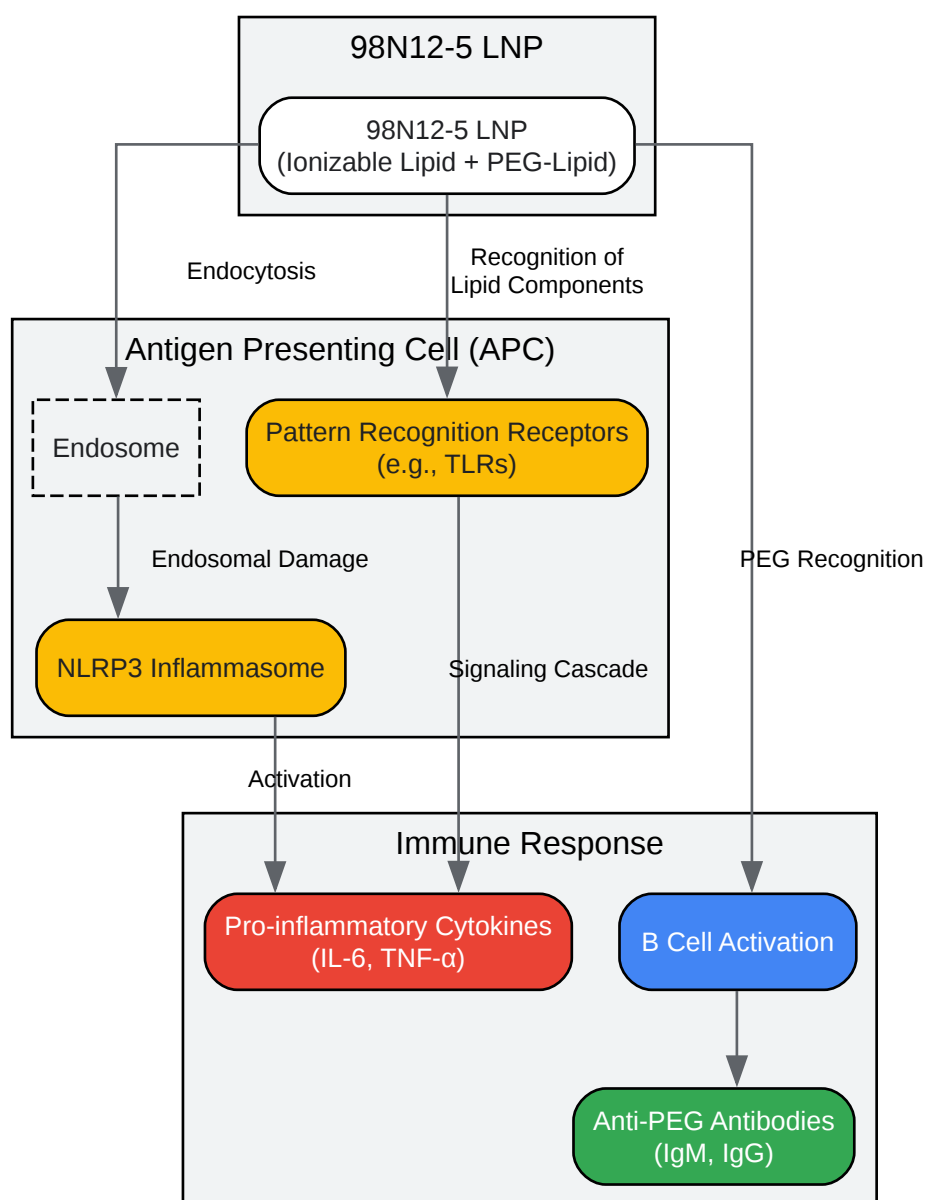 98N12-5 LNP
98N12-5 LNP
(Ionizable Lipid + PEG-Lipid)
Endocytosis
Recognition of
Lipid Components
Antigen Presenting Cell (APC)
Endosome
Pattern Recognition Receptors
(e.g., TLRs)
Endosomal Damage
PEG Recognition
NLRP3 Inflammasome
Signaling Cascade
Activation
Immune Response
Pro-inflammatory Cytokines
(IL-6, TNF-α)
B Cell Activation
Anti-PEG Antibodies
(IgM, IgG)